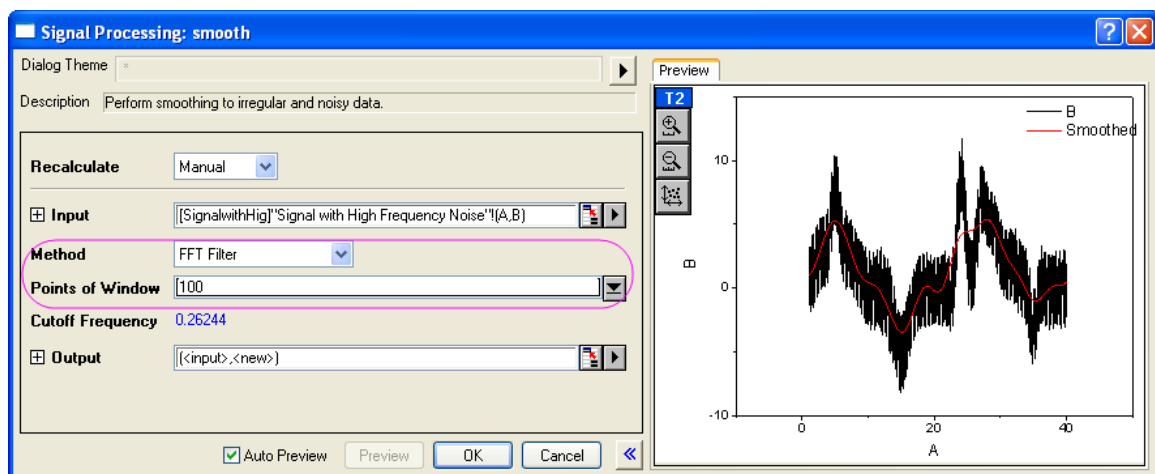 Signal Processing: smooth
Dialog Theme *
Description Perform smoothing to irregular and noisy data.
Recalculate Manual
Input [SignalwithHig]"Signal with High Frequency Noise"!(A,B)
Method FFT Filter
Points of Window 100
Cutoff Frequency 0.26244
Output (<input>,<new>)
Auto Preview Preview OK Cancel
Preview
T2
B
Smoothed
10
0
-10
B
0 20 40
A